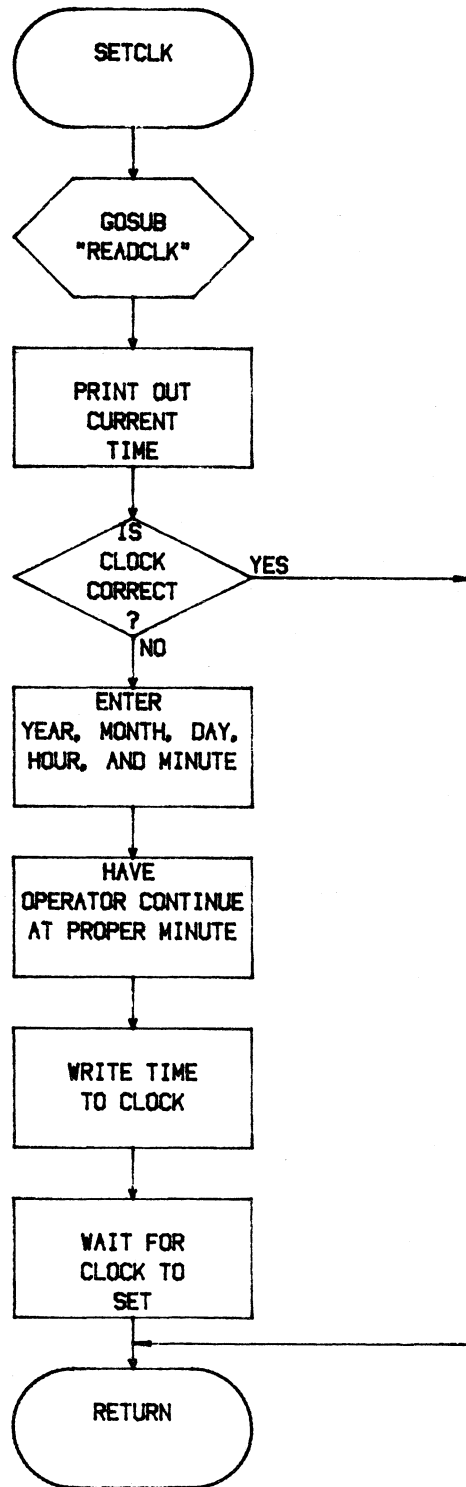 SETCLK
GOSUB
"READCLK"
PRINT OUT
CURRENT
TIME
IS
CLOCK
CORRECT
?
YES
NO
ENTER
YEAR, MONTH, DAY,
HOUR, AND MINUTE
HAVE
OPERATOR CONTINUE
AT PROPER MINUTE
WRITE TIME
TO CLOCK
WAIT FOR
CLOCK TO
SET
RETURN